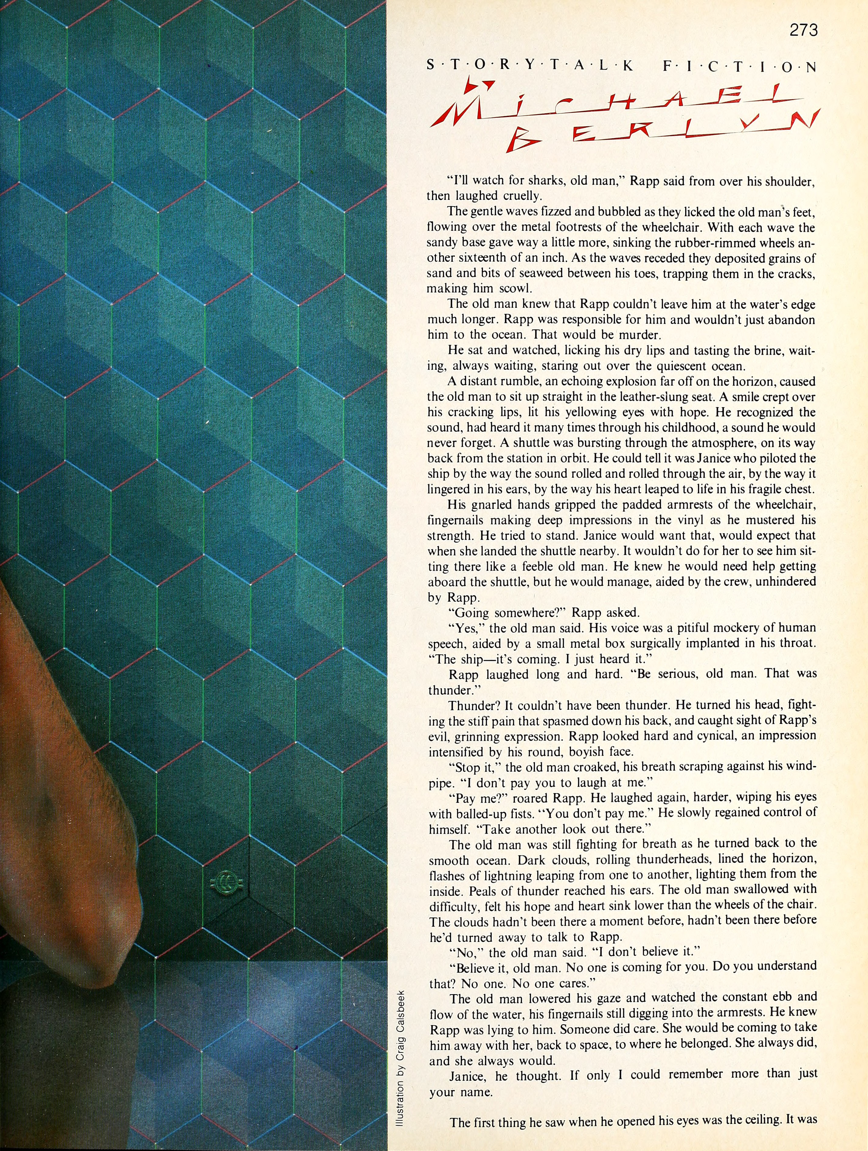 273
S·T·O·R·Y·T·A·L·K F·I·C·T·I·O·N
by
MICHAEL
BERLYN
“I’ll watch for sharks, old man,” Rapp said from over his shoulder,
then laughed cruelly.
The gentle waves fizzed and bubbled as they licked the old man’s feet,
flowing over the metal footrests of the wheelchair. With each wave the
sandy base gave way a little more, sinking the rubber-rimmed wheels an-
other sixteenth of an inch. As the waves receded they deposited grains of
sand and bits of seaweed between his toes, trapping them in the cracks,
making him scowl.
The old man knew that Rapp couldn’t leave him at the water’s edge
much longer. Rapp was responsible for him and wouldn’t just abandon
him to the ocean. That would be murder.
He sat and watched, licking his dry lips and tasting the brine, wait-
ing, always waiting, staring out over the quiescent ocean.
A distant rumble, an echoing explosion far off on the horizon, caused
the old man to sit up straight in the leather-slung seat. A smile crept over
his cracking lips, lit his yellowing eyes with hope. He recognized the
sound, had heard it many times through his childhood, a sound he would
never forget. A shuttle was bursting through the atmosphere, on its way
back from the station in orbit. He could tell it was Janice who piloted the
ship by the way the sound rolled and rolled through the air, by the way it
lingered in his ears, by the way his heart leaped to life in his fragile chest.
His gnarled hands gripped the padded armrests of the wheelchair,
fingernails making deep impressions in the vinyl as he mustered his
strength. He tried to stand. Janice would want that, would expect that
when she landed the shuttle nearby. It wouldn’t do for her to see him sit-
ting there like a feeble old man. He knew he would need help getting
aboard the shuttle, but he would manage, aided by the crew, unhindered
by Rapp.
“Going somewhere?” Rapp asked.
“Yes,” the old man said. His voice was a pitiful mockery of human
speech, aided by a small metal box surgically implanted in his throat.
“The ship—it’s coming. I just heard it.”
Rapp laughed long and hard. “Be serious, old man. That was
thunder.”
Thunder? It couldn’t have been thunder. He turned his head, fight-
ing the stiff pain that spasmed down his back, and caught sight of Rapp’s
evil, grinning expression. Rapp looked hard and cynical, an impression
intensified by his round, boyish face.
“Stop it,” the old man croaked, his breath scraping against his wind-
pipe. “I don’t pay you to laugh at me.”
“Pay me?” roared Rapp. He laughed again, harder, wiping his eyes
with balled-up fists. “You don’t pay me.” He slowly regained control of
himself. “Take another look out there.”
The old man was still fighting for breath as he turned back to the
smooth ocean. Dark clouds, rolling thunderheads, lined the horizon,
flashes of lightning leaping from one to another, lighting them from the
inside. Peals of thunder reached his ears. The old man swallowed with
difficulty, felt his hope and heart sink lower than the wheels of the chair.
The clouds hadn’t been there a moment before, hadn’t been there before
he’d turned away to talk to Rapp.
“No,” the old man said. “I don’t believe it.”
“Believe it, old man. No one is coming for you. Do you understand
that? No one. No one cares.”
The old man lowered his gaze and watched the constant ebb and
flow of the water, his fingernails still digging into the armrests. He knew
Rapp was lying to him. Someone did care. She would be coming to take
him away with her, back to space, to where he belonged. She always did,
and she always would.
Janice, he thought. If only I could remember more than just
your name.
The first thing he saw when he opened his eyes was the ceiling. It was
Illustration by Craig Calsbeek